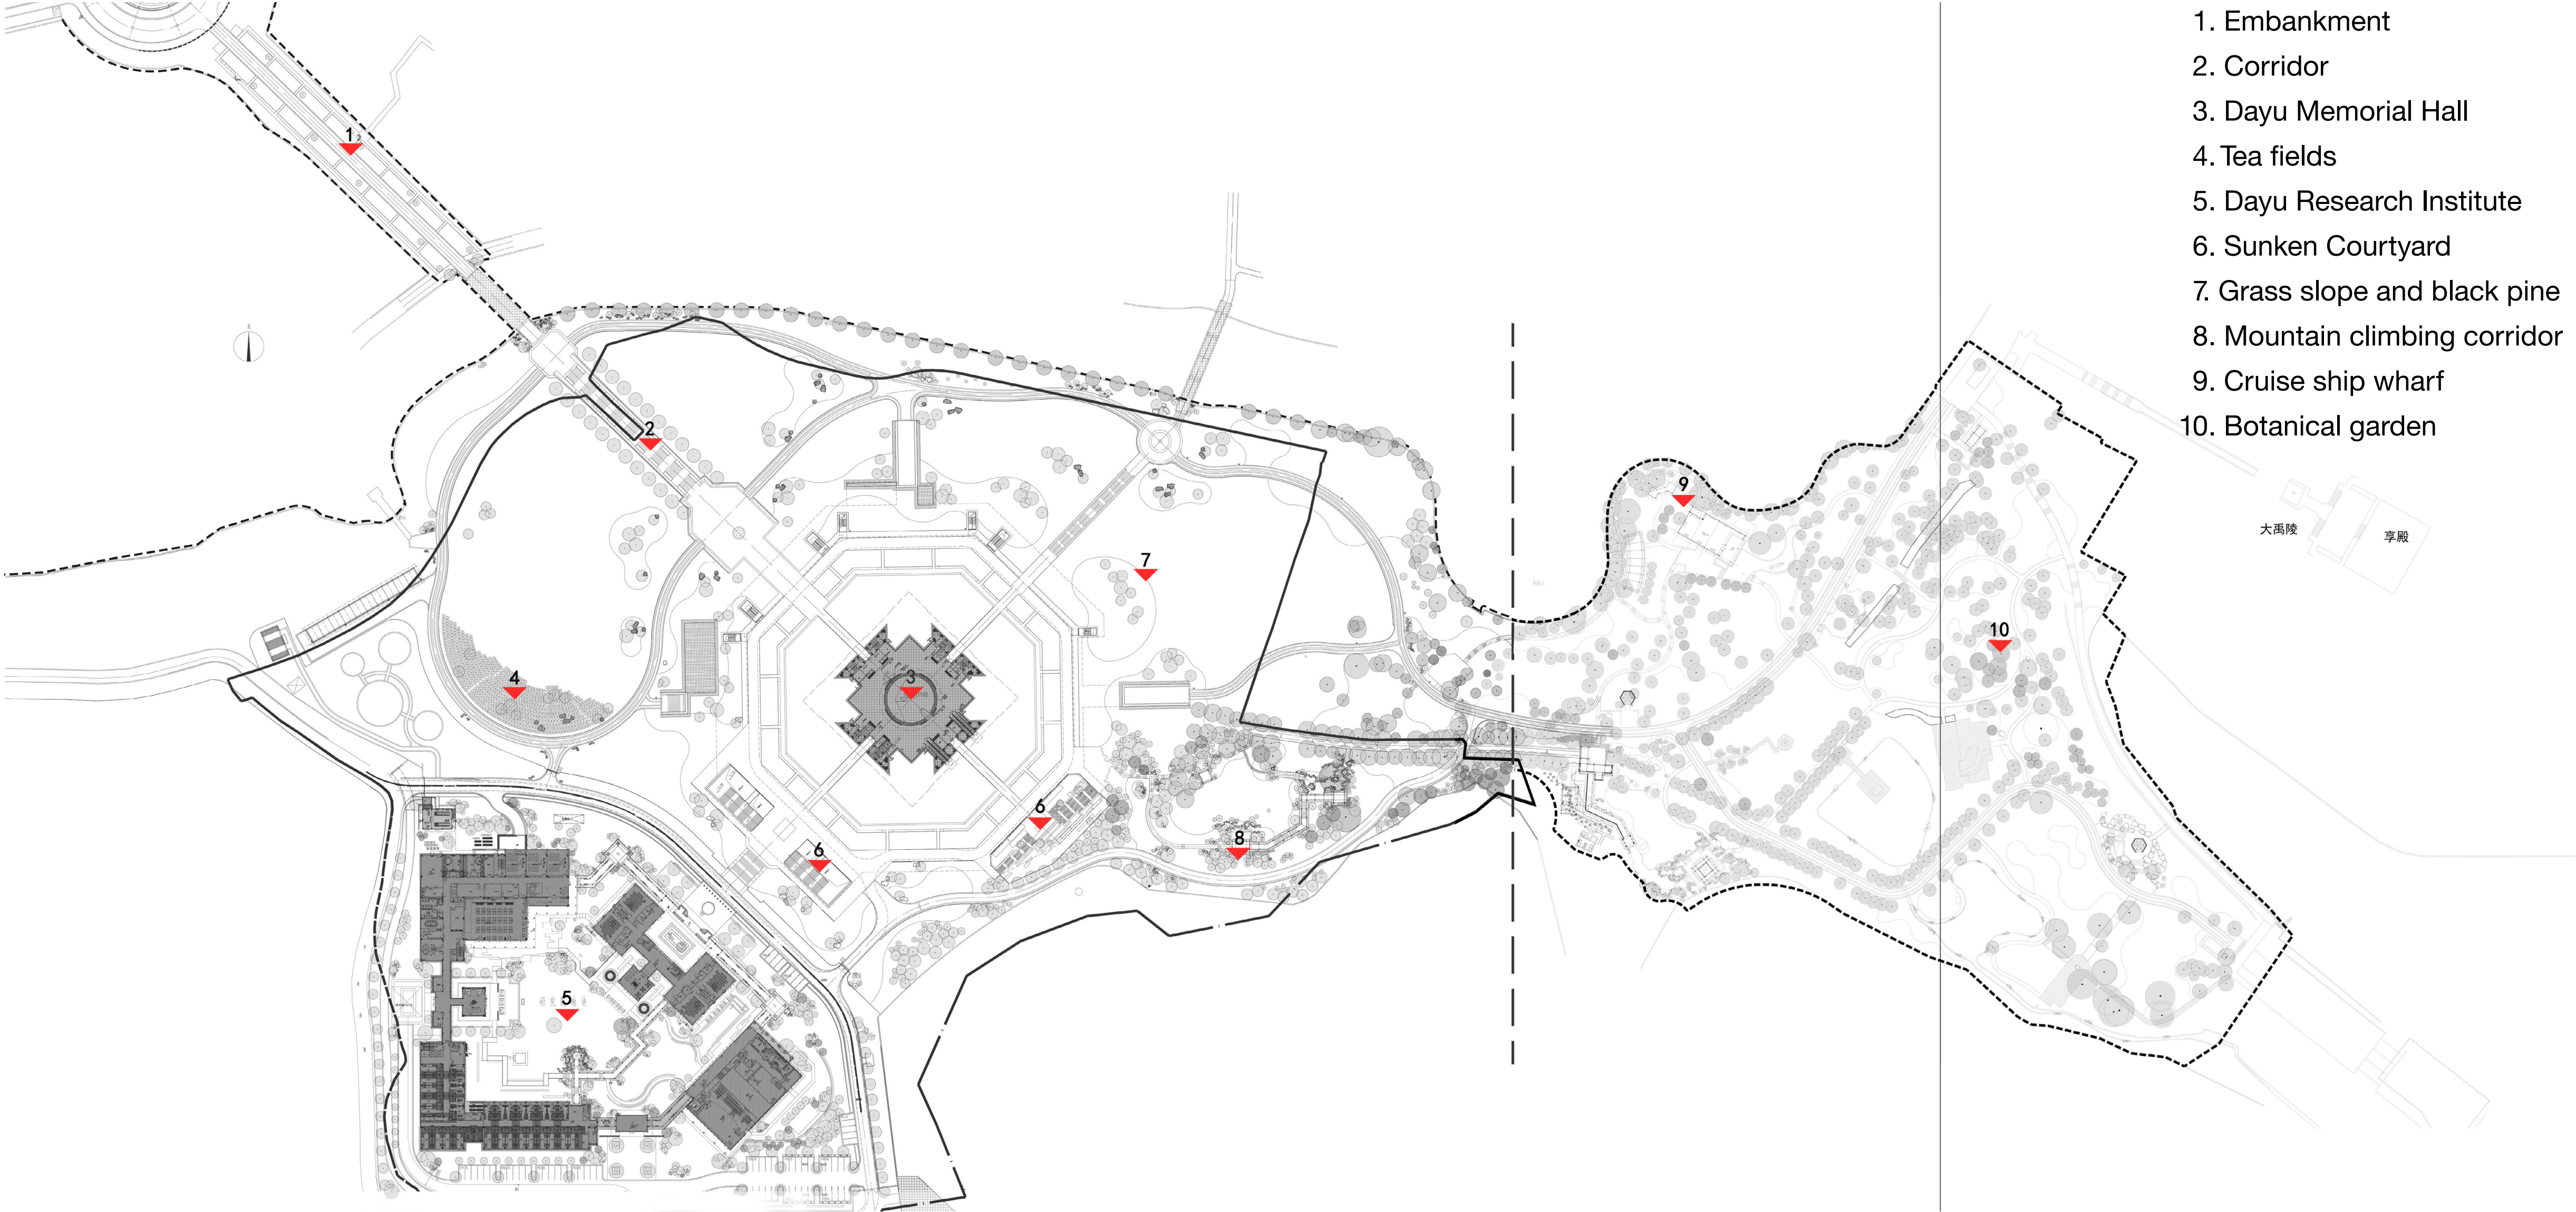 1. Embankment
2. Corridor
3. Dayu Memorial Hall
4. Tea fields
5. Dayu Research Institute
6. Sunken Courtyard
7. Grass slope and black pine
8. Mountain climbing corridor
9. Cruise ship wharf
10. Botanical garden
1
2
9
大禹陵
享殿
7
10
4
3
6
6
8
5